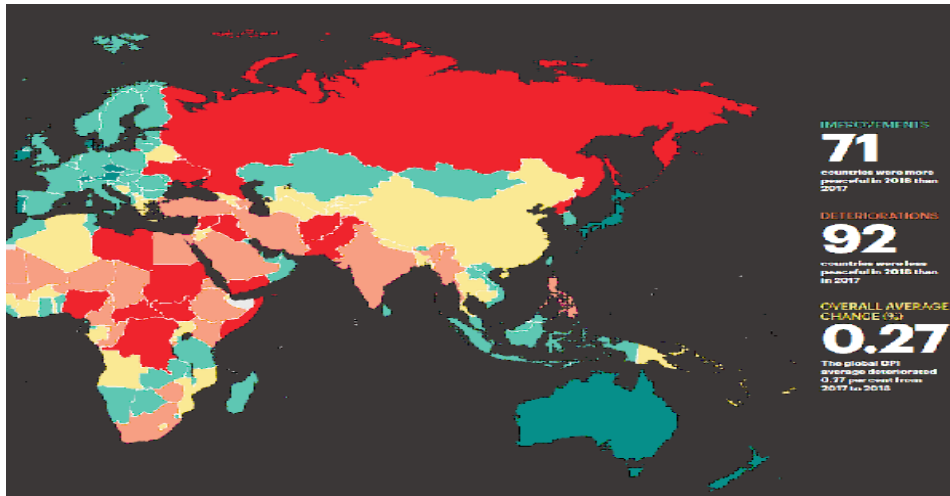 IMPROVEMENTS
71
countries were more
peaceful in 2018 than
2017
DETERIORATIONS
92
countries were less
peaceful in 2018 than
in 2017
OVERALL AVERAGE
CHANGE (%)
0.27
The global GPI
average deteriorated
0.27 per cent from
2017 to 2018